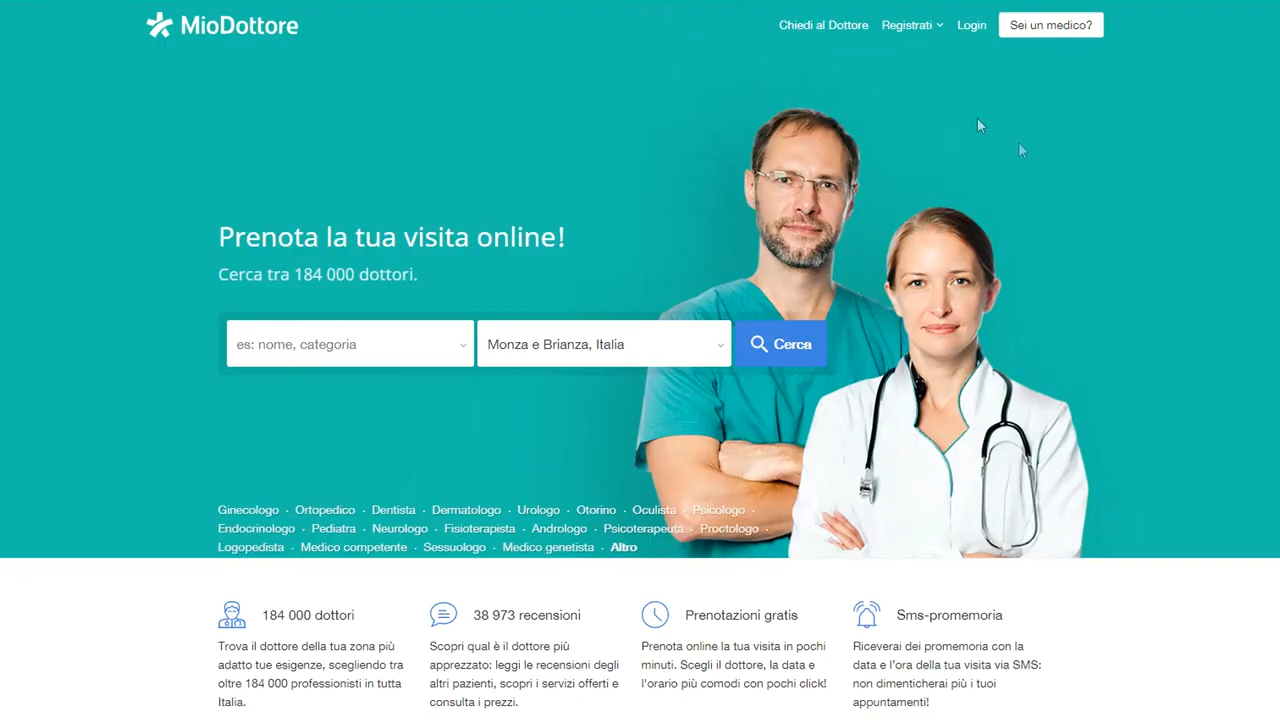 MioDottore
Chiedi al Dottore Registrati Login Sei un medico?
Prenota la tua visita online!
Cerca tra 184 000 dottori.
es: nome, categoria Monza e Brianza, Italia Cerca
Ginecologo · Ortopedico · Dentista · Dermatologo · Urologo · Otorino · Oculista · Psicologo ·
Endocrinologo · Pediatra · Neurologo · Fisioterapista · Andrologo · Psicoterapeuta · Proctologo ·
Logopedista · Medico competente · Sessuologo · Medico genetista · Altro
184 000 dottori
Trova il dottore della tua zona più
adatto tue esigenze, scegliendo tra
oltre 184 000 professionisti in tutta
Italia.
38 973 recensioni
Scopri qual è il dottore più
apprezzato: leggi le recensioni degli
altri pazienti, scopri i servizi offerti e
consulta i prezzi.
Prenotazioni gratis
Prenota online la tua visita in pochi
minuti. Scegli il dottore, la data e
l'orario più comodi con pochi click!
Sms-promemoria
Riceverai dei promemoria con la
data e l'ora della tua visita via SMS:
non dimenticherai più i tuoi
appuntamenti!